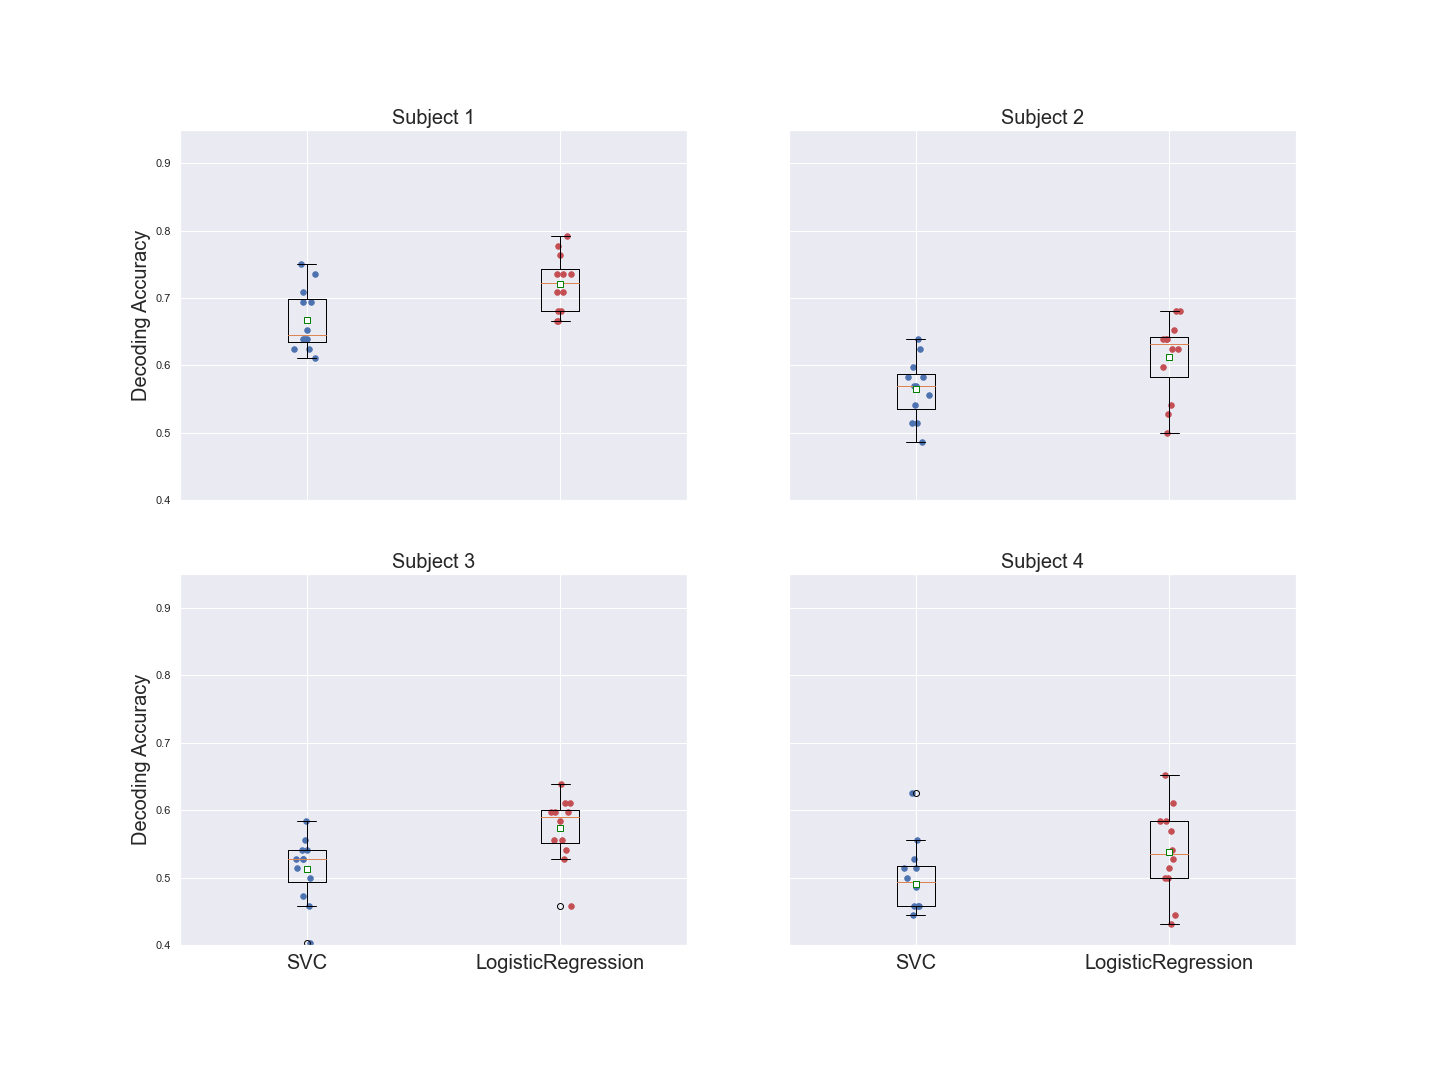 Subject 1
Subject 2
0.9
0.8
0.7
0.6
0.5
0.4
Decoding Accuracy
Subject 3
Subject 4
0.9
0.8
0.7
0.6
0.5
0.4
Decoding Accuracy
SVC
LogisticRegression
SVC
LogisticRegression